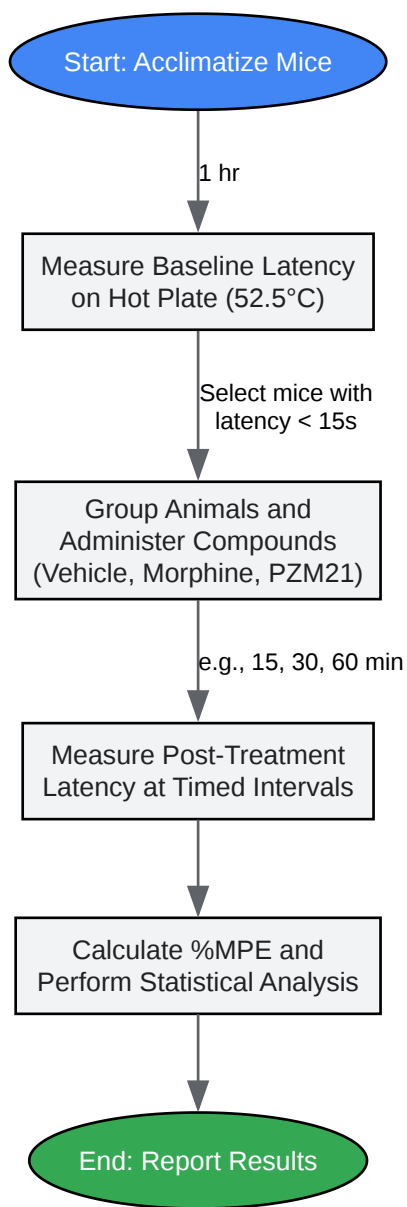 Start: Acclimatize Mice
1 hr
Measure Baseline Latency
on Hot Plate (52.5°C)
Select mice with
latency < 15s
Group Animals and
Administer Compounds
(Vehicle, Morphine, PZM21)
e.g., 15, 30, 60 min
Measure Post-Treatment
Latency at Timed Intervals
Calculate %MPE and
Perform Statistical Analysis
End: Report Results